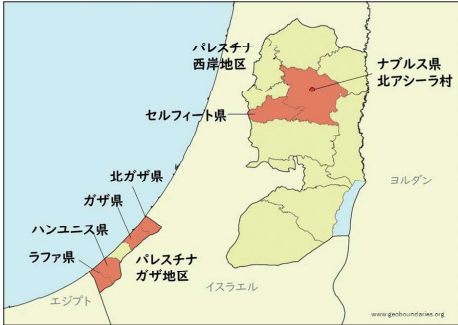 パレスチナ
西岸地区
ナブルス県
北アシーラ村
セルフィート県
ヨルダン
北ガザ県
ガザ県
ハンユニス県
ラファ県
パレスチナ
ガザ地区
エジプト
イスラエル
www.geoboundaries.org